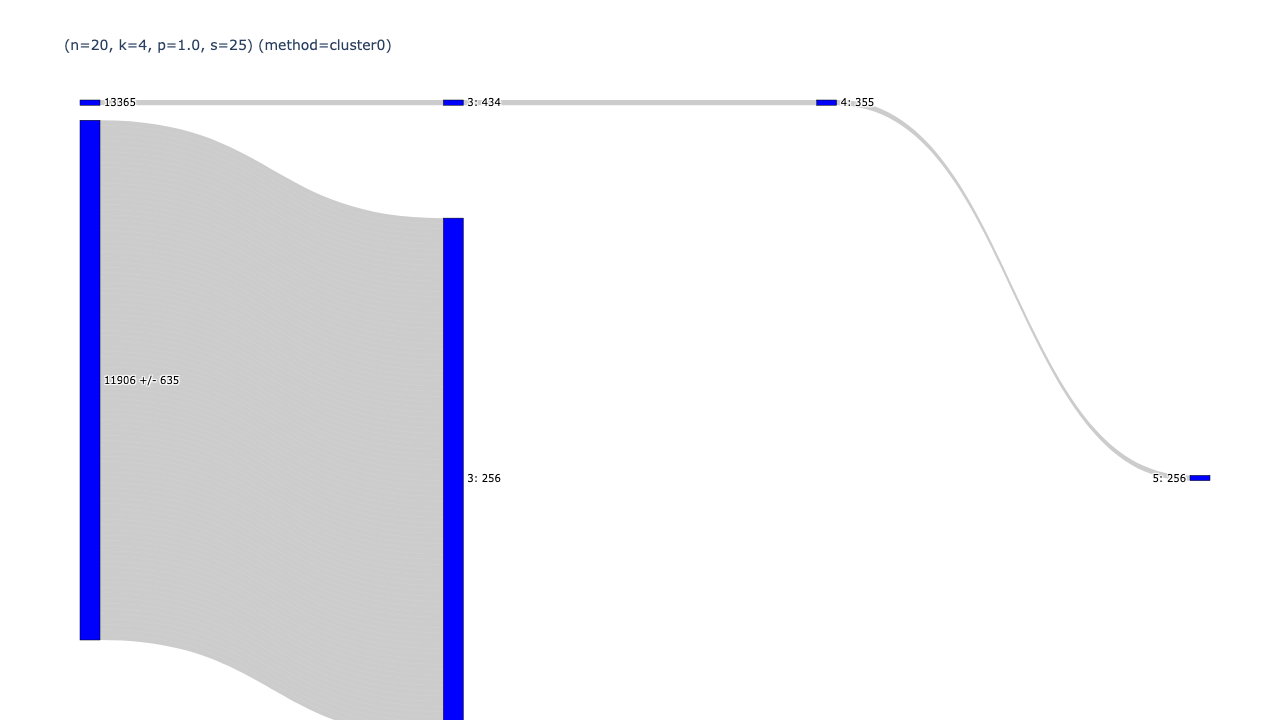 (n=20, k=4, p=1.0, s=25) (method=cluster0)
13365
3: 434
4: 355
11906 +/- 635
3: 256
5: 256